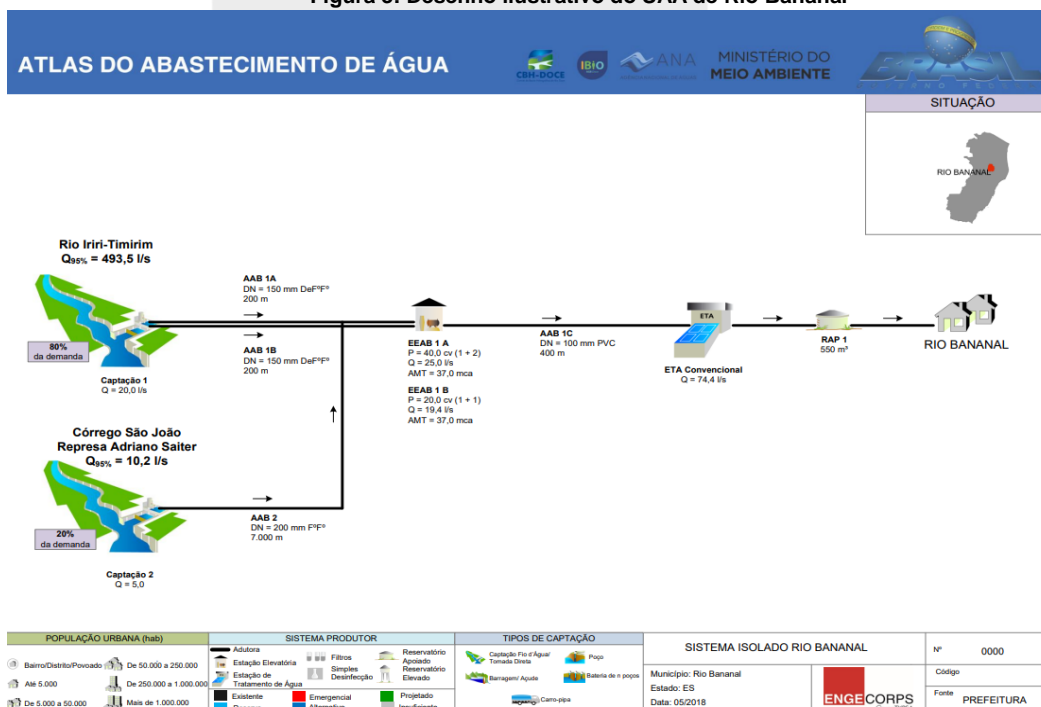 Figura 3: Desenho ilustrativo do SAA de Rio Bananal
ATLAS DO ABASTECIMENTO DE ÁGUA
CBH-DOCE
IBIO
ANA
MINISTÉRIO DO
MEIO AMBIENTE
BRASIL
SITUAÇÃO
RIO BANANAL
Rio Iriri-Timirim
Q95% = 493,5 l/s
80%
da demanda
Captação 1
Q = 20,0 l/s
AAB 1A
DN = 150 mm DeFºFº
200 m
AAB 1B
DN = 150 mm DeFºFº
200 m
EEAB 1 A
P = 40,0 cv (1 + 2)
Q = 25,0 l/s
AMT = 37,0 mca
EEAB 1 B
P = 20,0 cv (1 + 1)
Q = 19,4 l/s
AMT = 37,0 mca
AAB 1C
DN = 100 mm PVC
400 m
ETA
ETA Convencional
Q = 74,4 l/s
RAP 1
550 m³
RIO BANANAL
Córrego São João
Represa Adriano Saiter
Q95% = 10,2 l/s
20%
da demanda
Captação 2
Q = 5,0
AAB 2
DN = 200 mm FºFº
7.000 m
POPULAÇÃO URBANA (hab)
Bairro/Distrito/Povoado
De 50.000 a 250.000
Até 5.000
De 250.000 a 1.000.000
De 5.000 a 50.000
Mais de 1.000.000
SISTEMA PRODUTOR
Adutora
Estação Elevatória
Estação de
Tratamento de Água
Filtros
Simples
Desinfecção
Reservatório
Apoiado
Reservatório
Elevado
Existente
Emergencial
Projetado
TIPOS DE CAPTAÇÃO
Captação Fio d'Água/
Tomada Direta
Poço
Barragem/ Açude
Bateria de n poços
Carro-pipa
SISTEMA ISOLADO RIO BANANAL
Município: Rio Bananal
Estado: ES
Data: 05/2018
ENGECORPS
Nº
0000
Código
Fonte
PREFEITURA